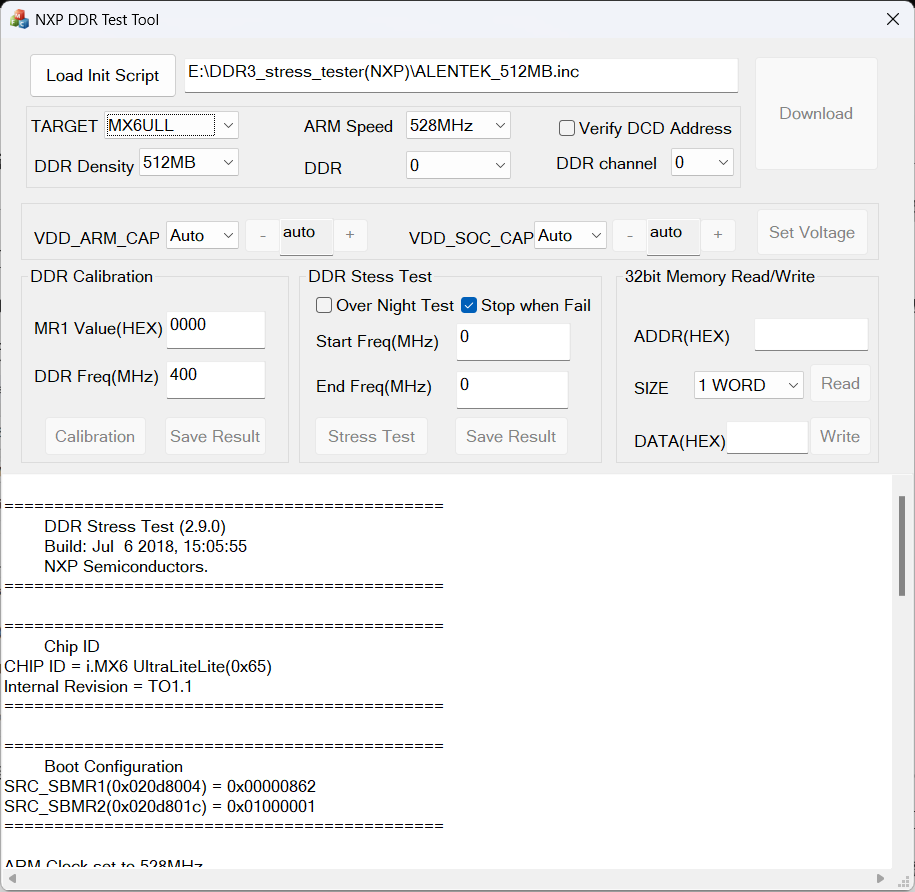 NXP DDR Test Tool
Load Init Script
E:\DDR3_stress_tester(NXP)\ALENTEK_512MB.inc
Download
TARGET MX6ULL
ARM Speed 528MHz
Verify DCD Address
DDR Density 512MB
DDR 0
DDR channel 0
VDD_ARM_CAP Auto - auto +
VDD_SOC_CAP Auto - auto +
Set Voltage
DDR Calibration
MR1 Value(HEX) 0000
DDR Freq(MHz) 400
Calibration Save Result
DDR Stess Test
Over Night Test Stop when Fail
Start Freq(MHz) 0
End Freq(MHz) 0
Stress Test Save Result
32bit Memory Read/Write
ADDR(HEX)
SIZE 1 WORD Read
DATA(HEX) Write
============================================
DDR Stress Test (2.9.0)
Build: Jul  6 2018, 15:05:55
NXP Semiconductors.
============================================
============================================
Chip ID
CHIP ID = i.MX6 UltraLiteLite(0x65)
Internal Revision = TO1.1
============================================
============================================
Boot Configuration
SRC_SBMR1(0x020d8004) = 0x00000862
SRC_SBMR2(0x020d801c) = 0x01000001
============================================
ARM Clock set to 528MHz